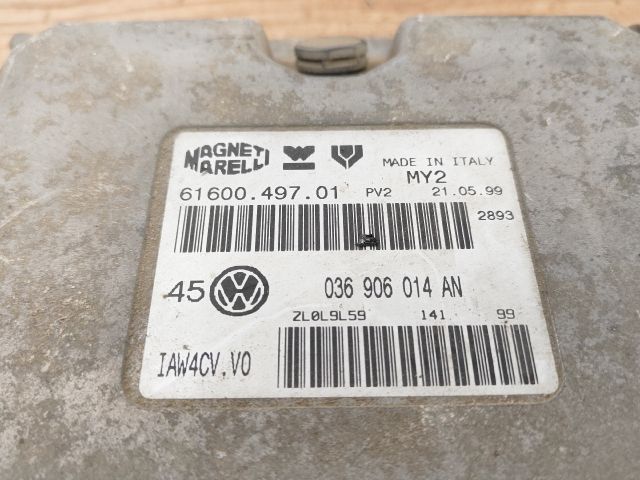 MAGNETI MARELLI MADE IN ITALY
61600.497.01 PV2 MY2 21.05.99
2893
45 VW 036 906 014 AN
ZL0L9L59 141 99
IAW4CV.V0